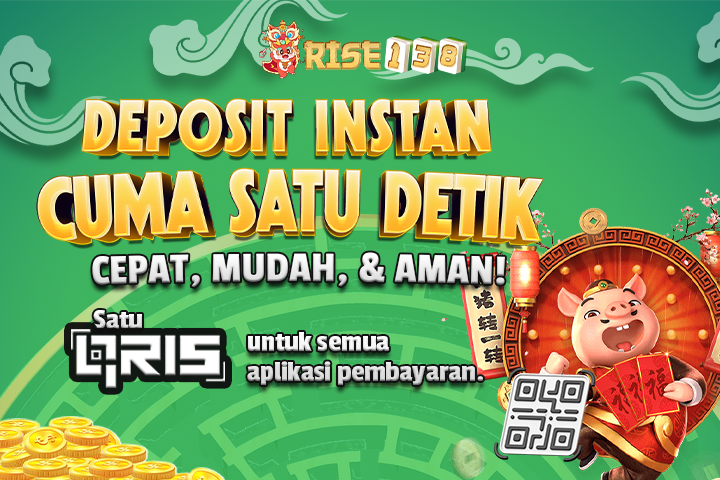 RISE138
DEPOSIT INSTAN
CUMA SATU DETIK
CEPAT, MUDAH, & AMAN!
Satu
QRIS
untuk semua
aplikasi pembayaran.
猪转一转
福